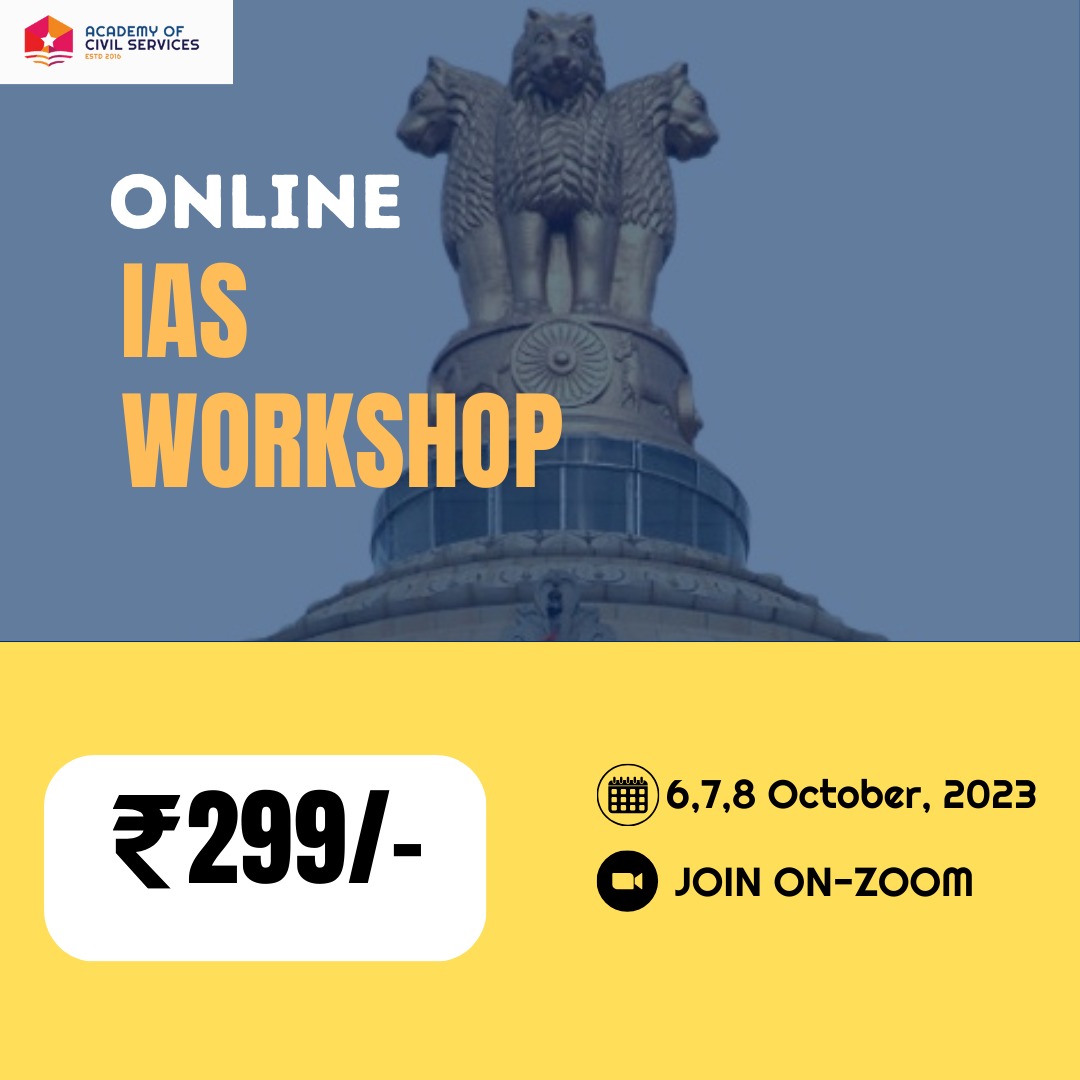 ACADEMY OF
CIVIL SERVICES
ESTD 2016
ONLINE
IAS
WORKSHOP
₹299/-
6,7,8 October, 2023
JOIN ON-ZOOM